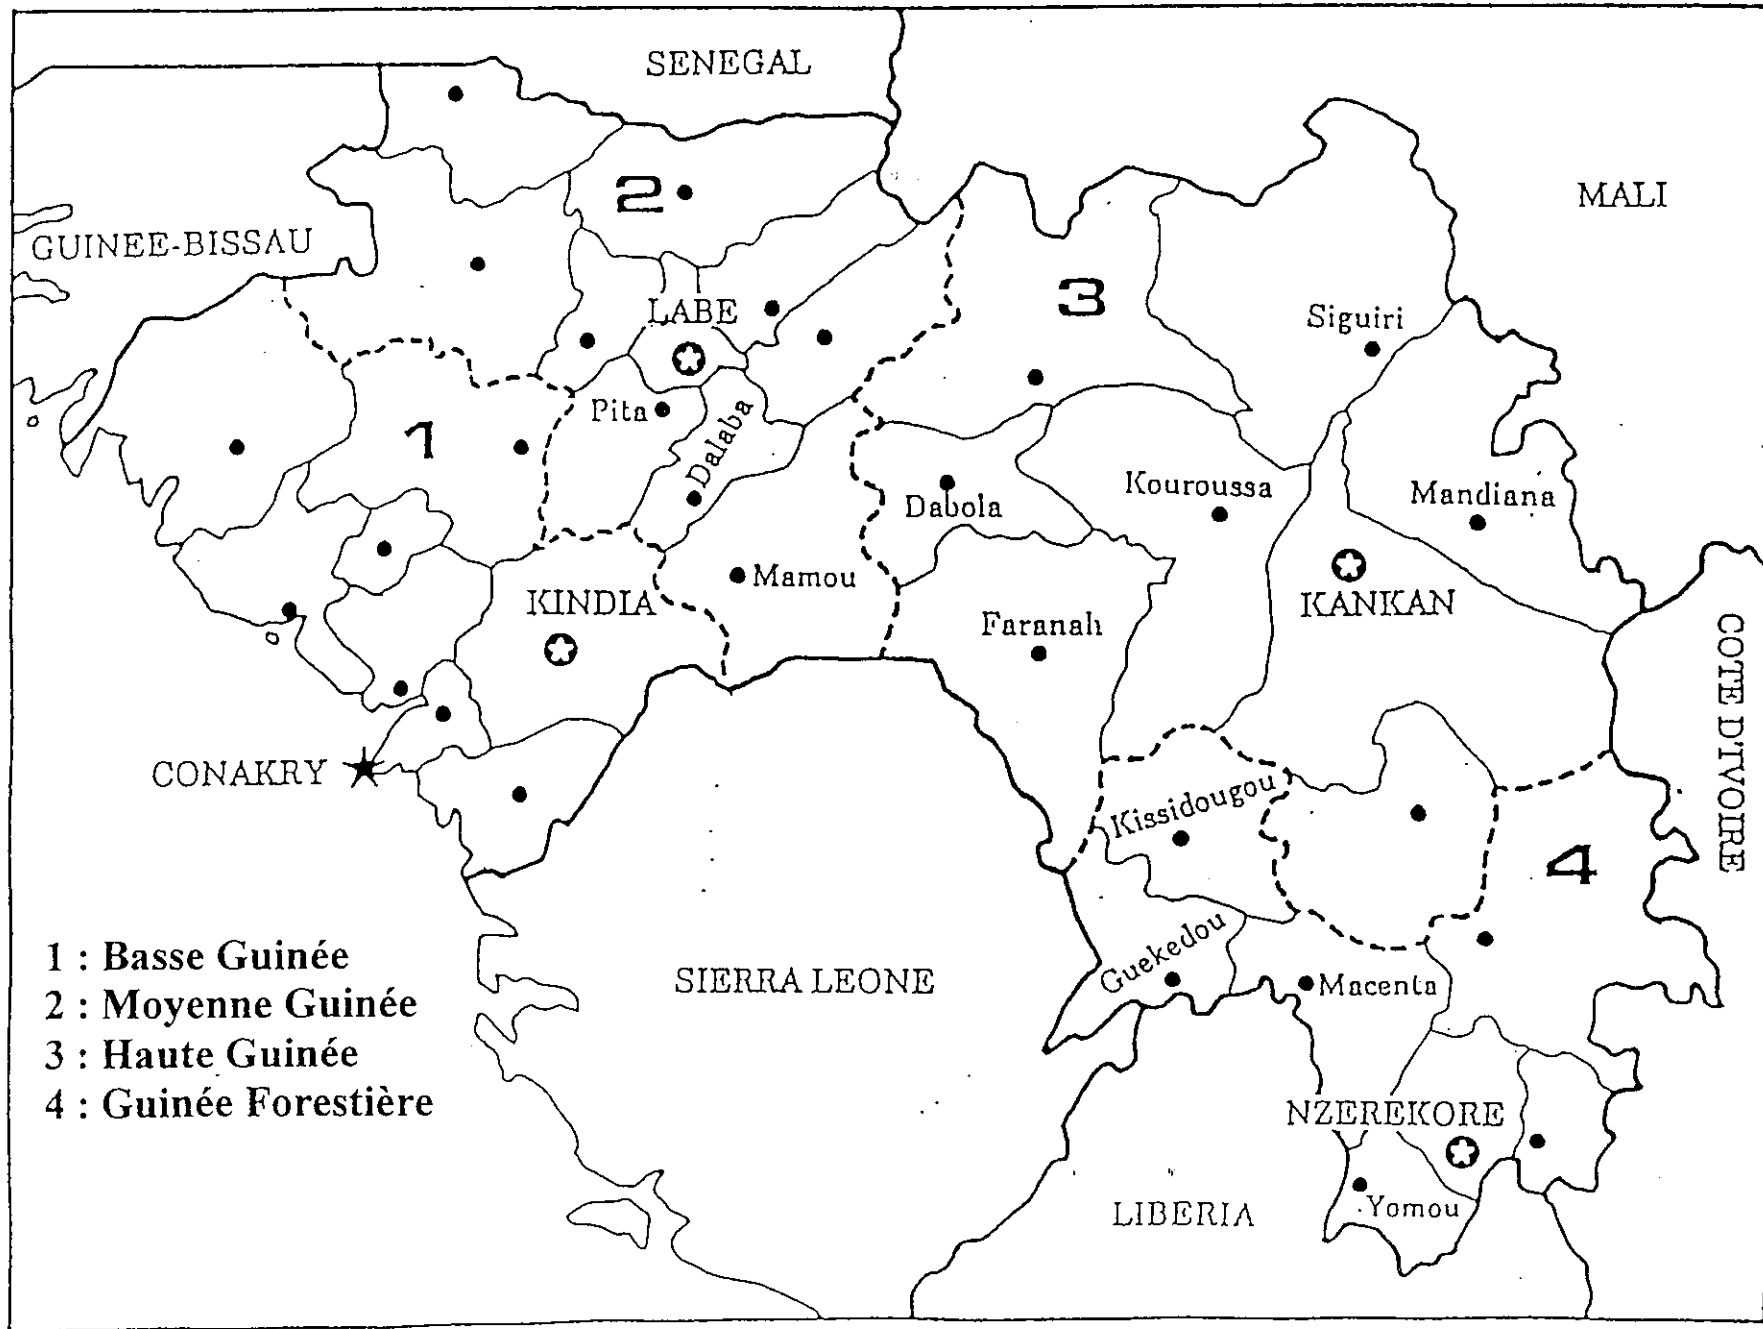 SENEGAL
MALI
2
GUINEE-BISSAU
3
LABE
Siguiri
Pita
Dalaba
1
Kouroussa
Mandiana
Dabola
Mamou
KINDIA
KANKAN
Faranah
COTE D'IVOIRE
CONAKRY
Kissidougou
4
Guekedou
SIERRA LEONE
Macenta
1 : Basse Guinée
2 : Moyenne Guinée
3 : Haute Guinée
4 : Guinée Forestière
NZEREKORE
LIBERIA
Yomou